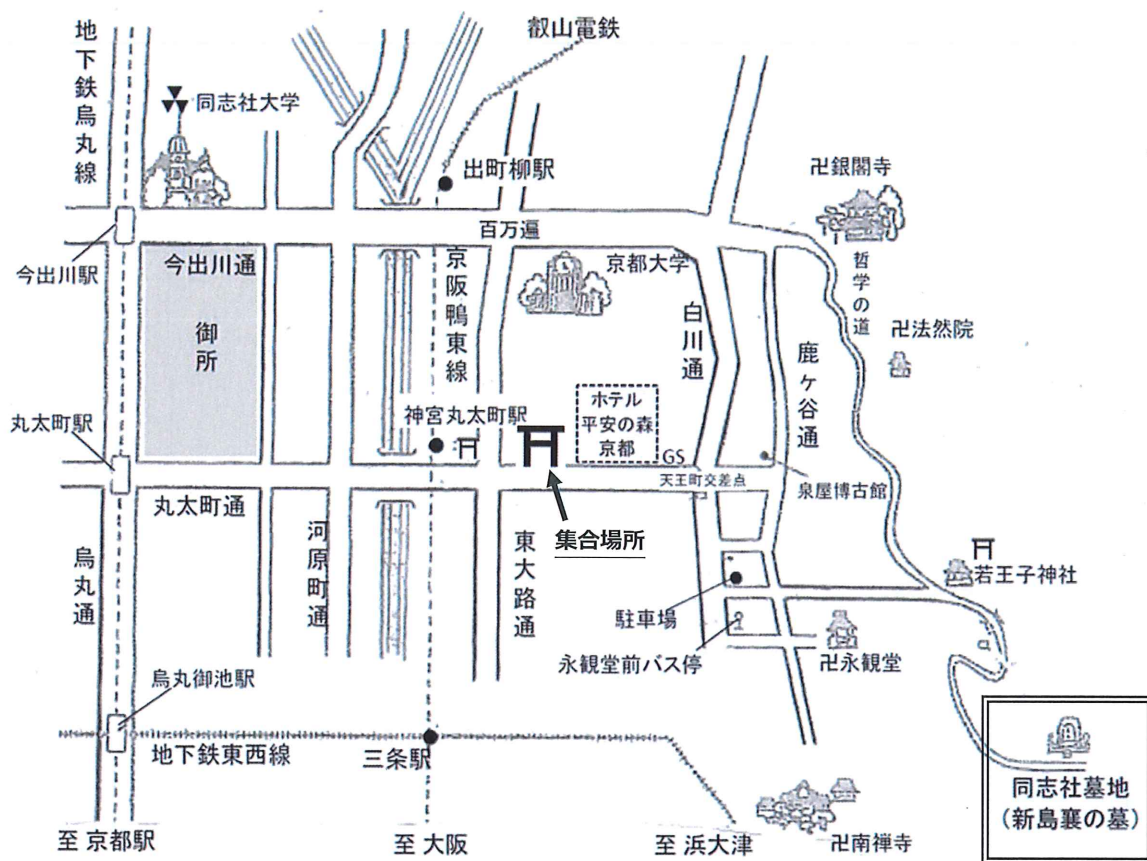 叡山電鉄
地下鉄烏丸線
同志社大学
出町柳駅
卍銀閣寺
百万遍
今出川駅
今出川通
京阪鴨東線
京都大学
哲学の道
御所
白川通
卍法然院
鹿ヶ谷通
丸太町駅
神宮丸太町駅
ホテル
平安の森
京都
GS
天王町交差点
泉屋博古館
丸太町通
集合場所
烏丸通
河原町通
東大路通
若王子神社
駐車場
永観堂前バス停
卍永観堂
烏丸御池駅
地下鉄東西線
三条駅
同志社墓地
(新島襄の墓)
至 京都駅
至 大阪
至 浜大津
卍南禅寺